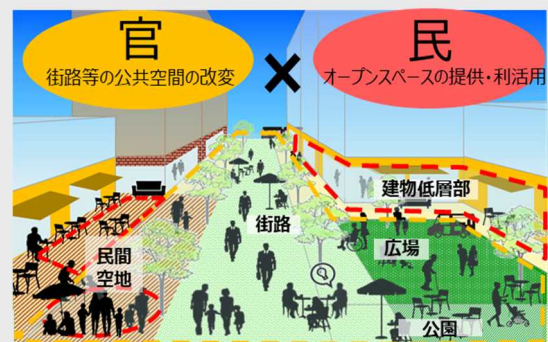 官
街路等の公共空間の改変
×
民
オープンスペースの提供・利活用
建物低層部
街路
広場
民間
空地
公園